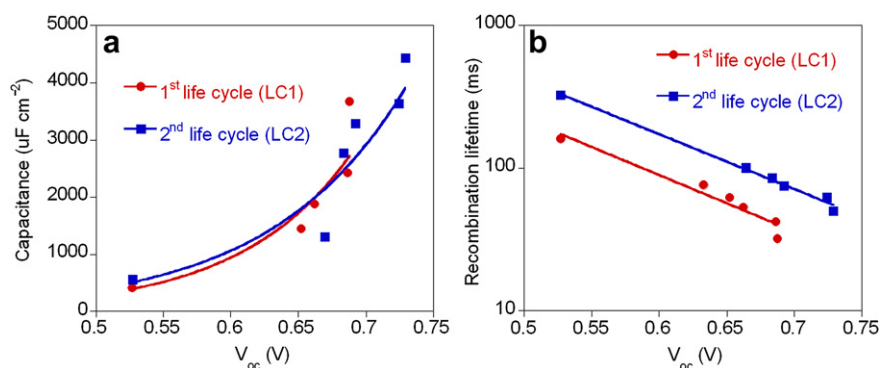 a
5000
4000
3000
2000
1000
0
0.5 0.55 0.6 0.65 0.7 0.75
Capacitance (uF cm⁻²)
V_oc (V)
1st life cycle (LC1)
2nd life cycle (LC2)
b
1000
100
10
0.5 0.55 0.6 0.65 0.7 0.75
Recombination lifetime (ms)
V_oc (V)
1st life cycle (LC1)
2nd life cycle (LC2)